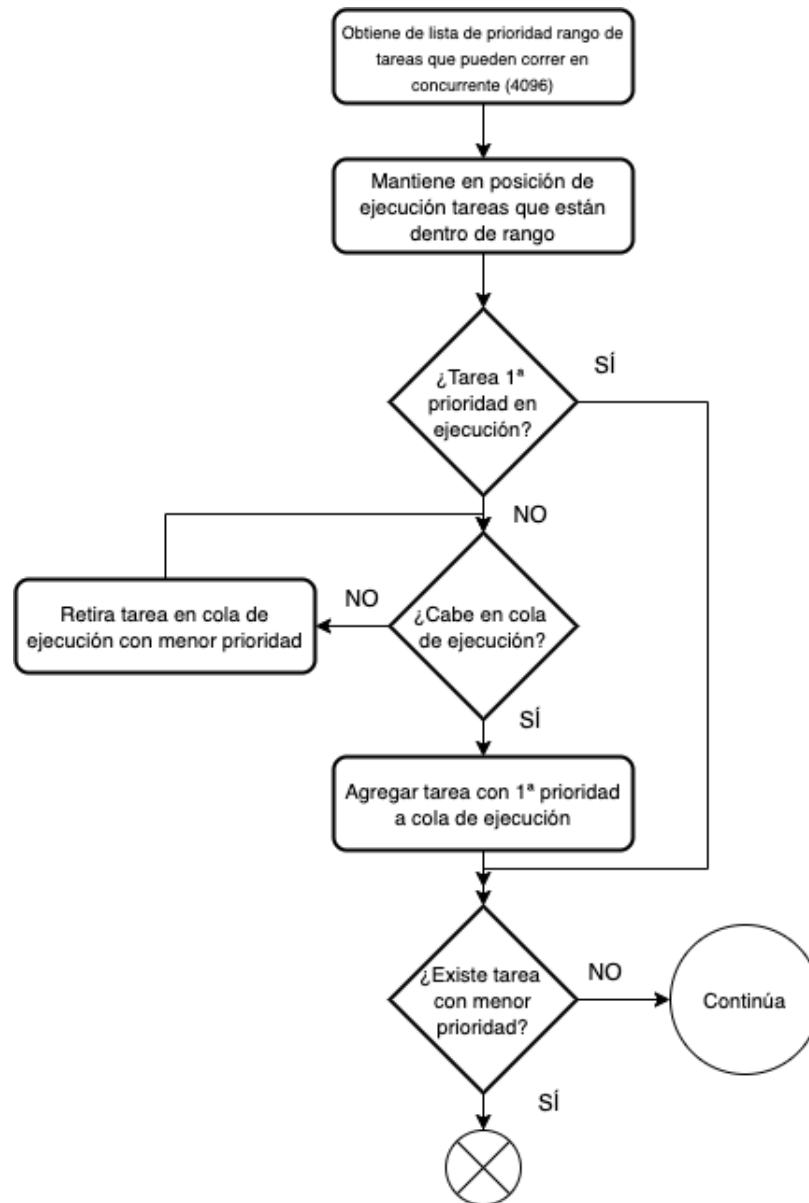 Obtiene de lista de prioridad rango de
tareas que pueden correr en
concurrente (4096)
Mantiene en posición de
ejecución tareas que están
dentro de rango
¿Tarea 1ª
prioridad en
ejecución?
SÍ
NO
¿Cabe en cola
de ejecución?
NO
Retira tarea en cola de
ejecución con menor prioridad
SÍ
Agregar tarea con 1ª prioridad
a cola de ejecución
¿Existe tarea
con menor
prioridad?
NO
Continúa
SÍ